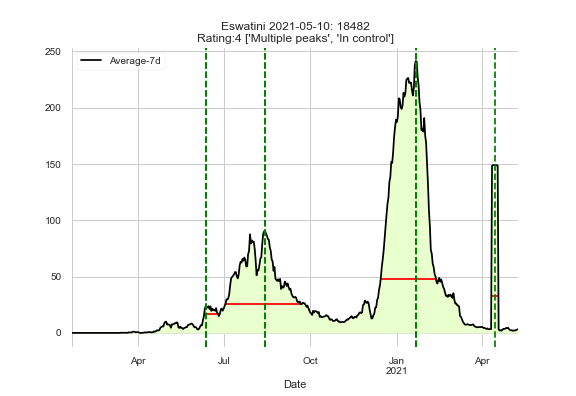 Eswatini 2021-05-10: 18482
Rating:4 ['Multiple peaks', 'In control']
Average-7d
250
200
150
100
50
0
Apr
Jul
Oct
Jan
2021
Apr
Date